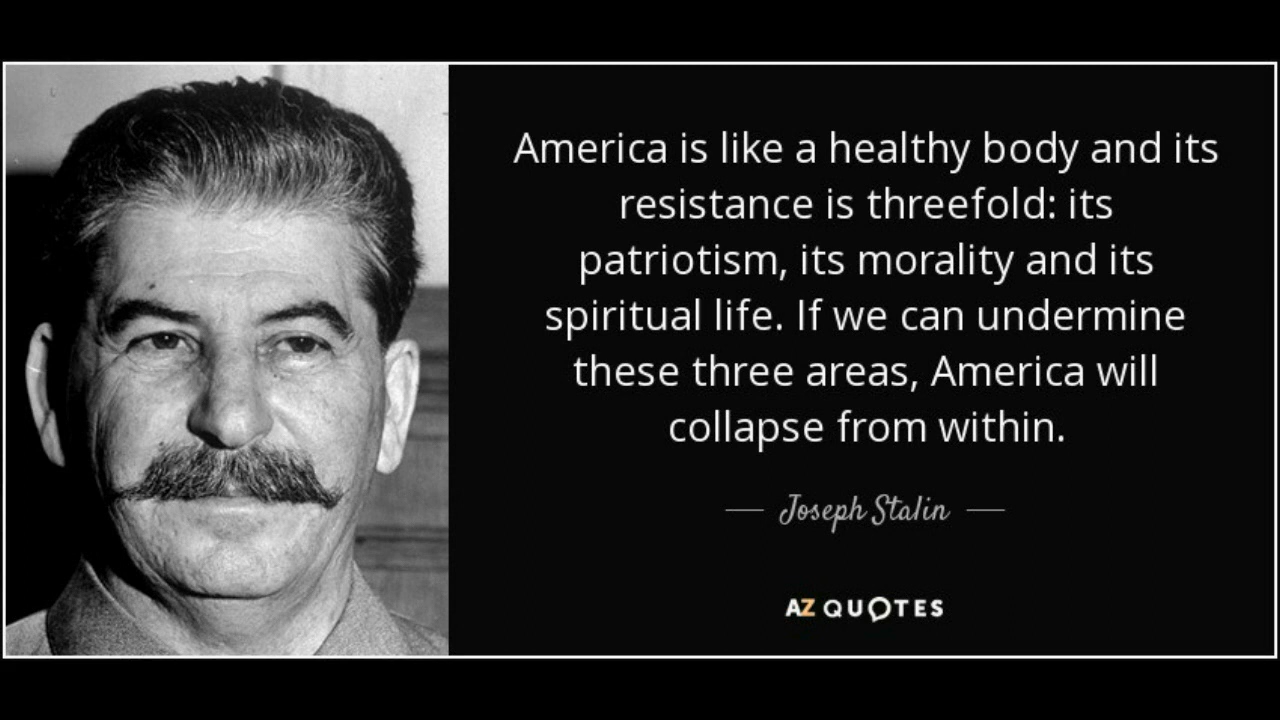 America is like a healthy body and its
resistance is threefold: its
patriotism, its morality and its
spiritual life. If we can undermine
these three areas, America will
collapse from within.
Joseph Stalin
AZ QUOTES